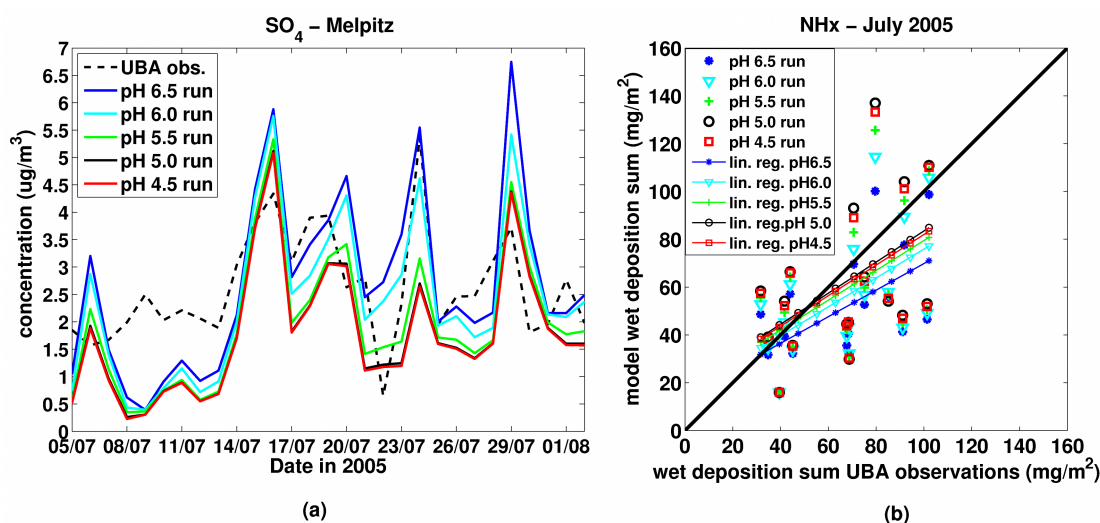 SO4 − Melpitz
7
6.5
6
5.5
5
4.5
4
3.5
3
2.5
2
1.5
1
0.5
0
concentration (ug/m3)
UBA obs.
pH 6.5 run
pH 6.0 run
pH 5.5 run
pH 5.0 run
pH 4.5 run
05/07 08/07 11/07 14/07 17/07 20/07 23/07 26/07 29/07 01/08
Date in 2005
(a)
NHx − July 2005
160
140
120
100
80
60
40
20
0
model wet deposition sum (mg/m2)
pH 6.5 run
pH 6.0 run
pH 5.5 run
pH 5.0 run
pH 4.5 run
lin. reg. pH6.5
lin. reg. pH6.0
lin. reg. pH5.5
lin. reg.pH 5.0
lin. reg. pH4.5
0 20 40 60 80 100 120 140 160
wet deposition sum UBA observations (mg/m2)
(b)